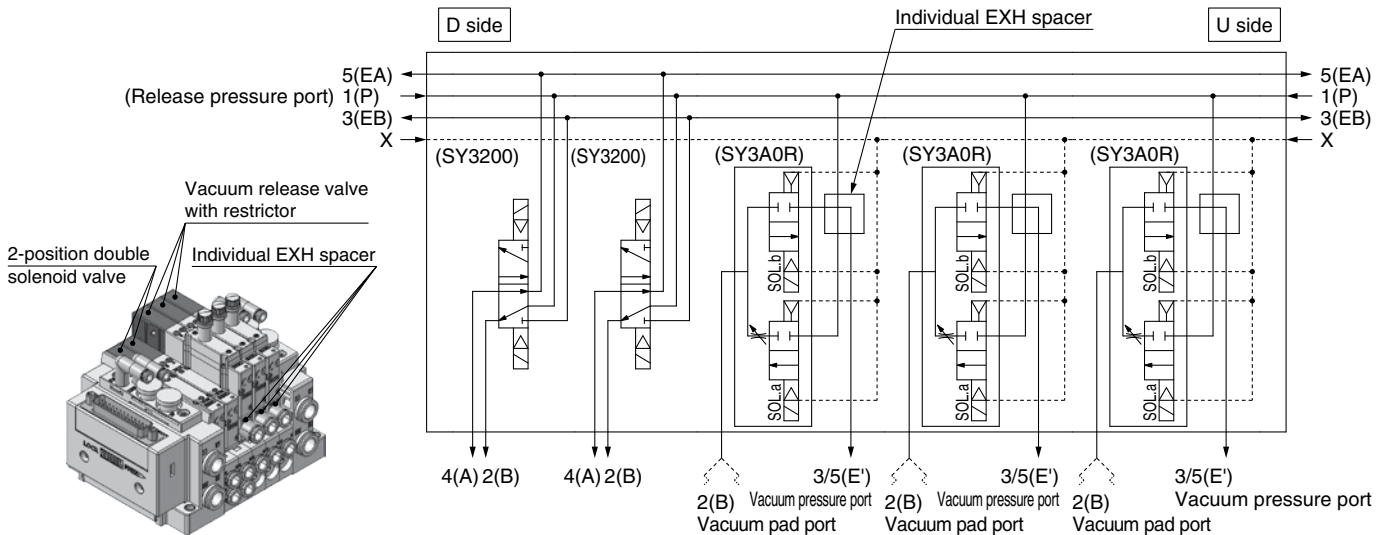 D side
Individual EXH spacer
U side
5(EA)
(Release pressure port) 1(P)
3(EB)
X
5(EA)
1(P)
3(EB)
X
(SY3200)
(SY3200)
(SY3A0R)
(SY3A0R)
(SY3A0R)
Vacuum release valve
with restrictor
2-position double
solenoid valve
Individual EXH spacer
SOL.b
SOL.a
SOL.b
SOL.a
SOL.b
SOL.a
4(A) 2(B)
4(A) 2(B)
2(B)
Vacuum pad port
3/5(E')
Vacuum pressure port
2(B)
Vacuum pad port
3/5(E')
Vacuum pressure port
2(B)
Vacuum pad port
3/5(E')
Vacuum pressure port